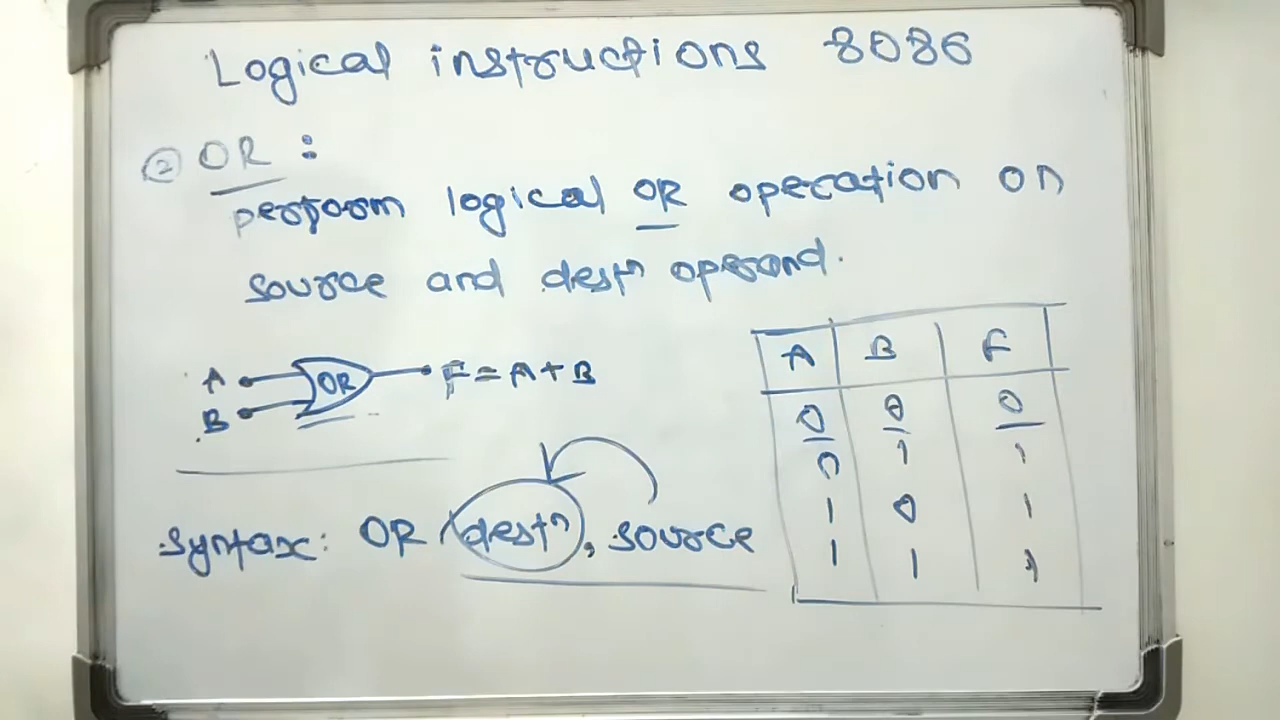 Logical instructions 8086
② OR :
perform logical OR operation on
source and destⁿ operand.
A B F
A OR F = A + B
B
0 0 0
0 1 1
1 0 1
1 1 1
Syntax: OR destⁿ, source